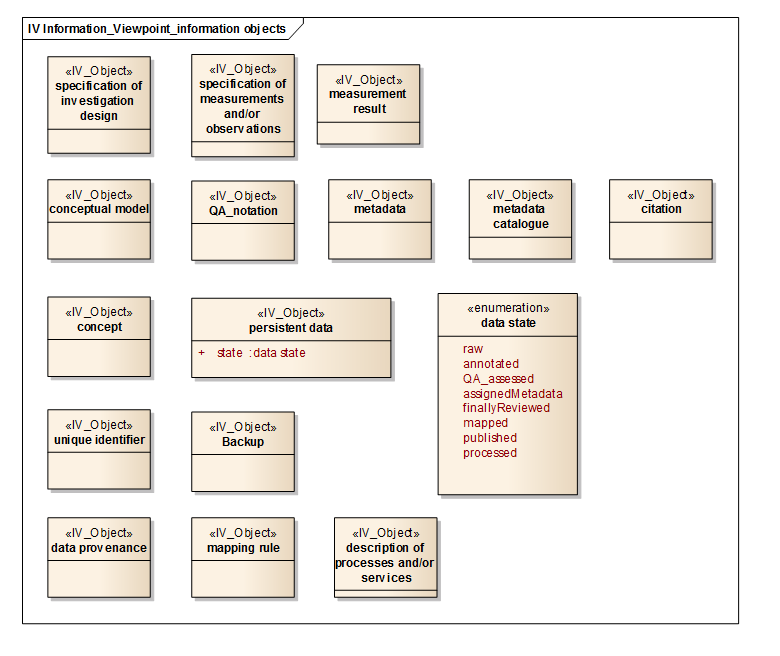 IV Information_Viewpoint_information objects
«IV_Object»
specification of
investigation
design
«IV_Object»
specification of
measurements
and/or
observations
«IV_Object»
measurement
result
«IV_Object»
conceptual model
«IV_Object»
QA_notation
«IV_Object»
metadata
«IV_Object»
metadata
catalogue
«IV_Object»
citation
«IV_Object»
concept
«IV_Object»
persistent data
+ state : data state
«enumeration»
data state
raw
annotated
QA_assessed
assignedMetadata
finallyReviewed
mapped
published
processed
«IV_Object»
unique identifier
«IV_Object»
Backup
«IV_Object»
data provenance
«IV_Object»
mapping rule
«IV_Object»
description of
processes and/or
services